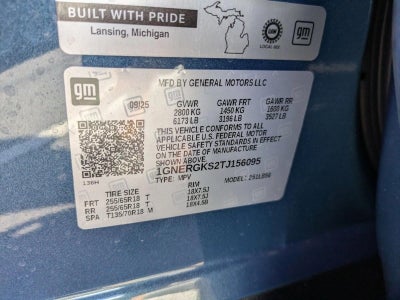 BUILT WITH PRIDE
Lansing, Michigan
UAW
LOCAL 602
gm
gm
MFD BY GENERAL MOTORS LLC
09/25 GVWR GAWR FRT GAWR RR
2800 KG 1450 KG 1600 KG
6173 LB 3196 LB 3527 LB
THIS VEHICLE CONFORMS TO ALL
APPLICABLE U.S. FEDERAL MOTOR
VEHICLE SAFETY STANDARDS IN EFFECT
ON THE DATE OF MANUFACTURE
SHOWN ABOVE.
1GNERGKS2TJ156095
TYPE: MPV
TIRE SIZE RIM
FRT 255/65R18 T 18X7.5J
RR 255/65R18 T 18X7.5J
SPA T135/70R18 M 18X4.5B